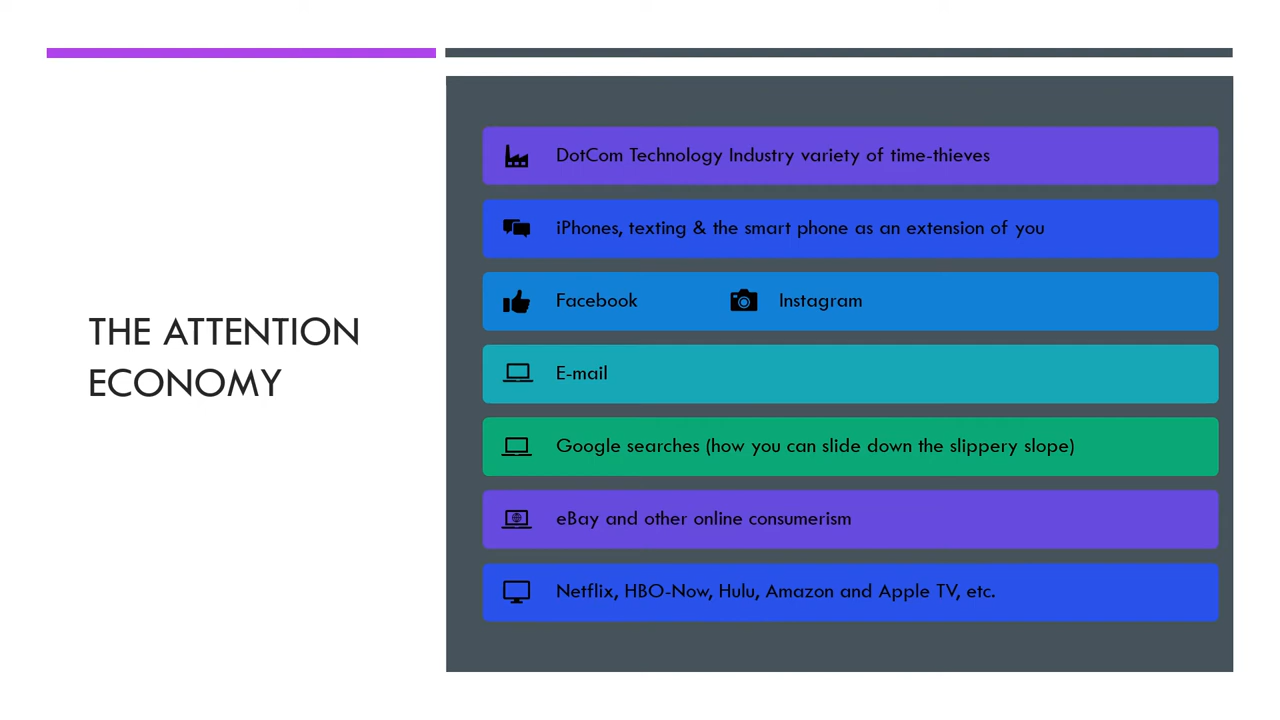 THE ATTENTION
ECONOMY
DotCom Technology Industry variety of time-thieves
iPhones, texting & the smart phone as an extension of you
Facebook Instagram
E-mail
Google searches (how you can slide down the slippery slope)
eBay and other online consumerism
Netflix, HBO-Now, Hulu, Amazon and Apple TV, etc.